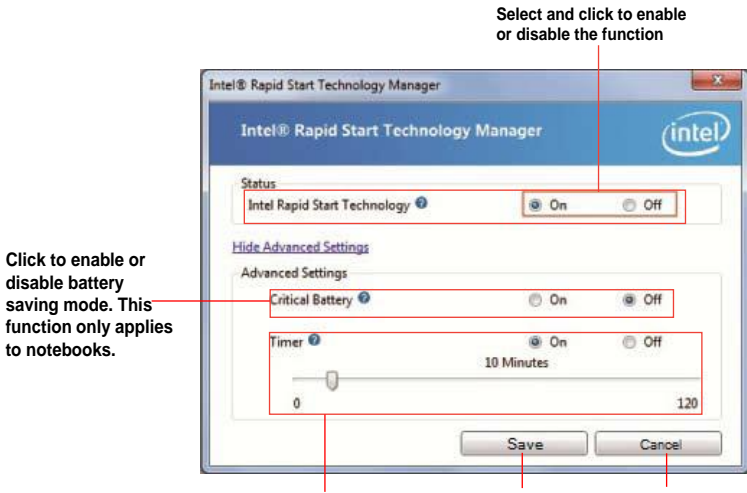 Select and click to enable
or disable the function
Intel® Rapid Start Technology Manager
Intel® Rapid Start Technology Manager
intel
Status
Intel Rapid Start Technology ? On Off
Hide Advanced Settings
Click to enable or
disable battery
saving mode. This
function only applies
to notebooks.
Advanced Settings
Critical Battery ? On Off
Timer ? On Off
10 Minutes
0 120
Save Cancel